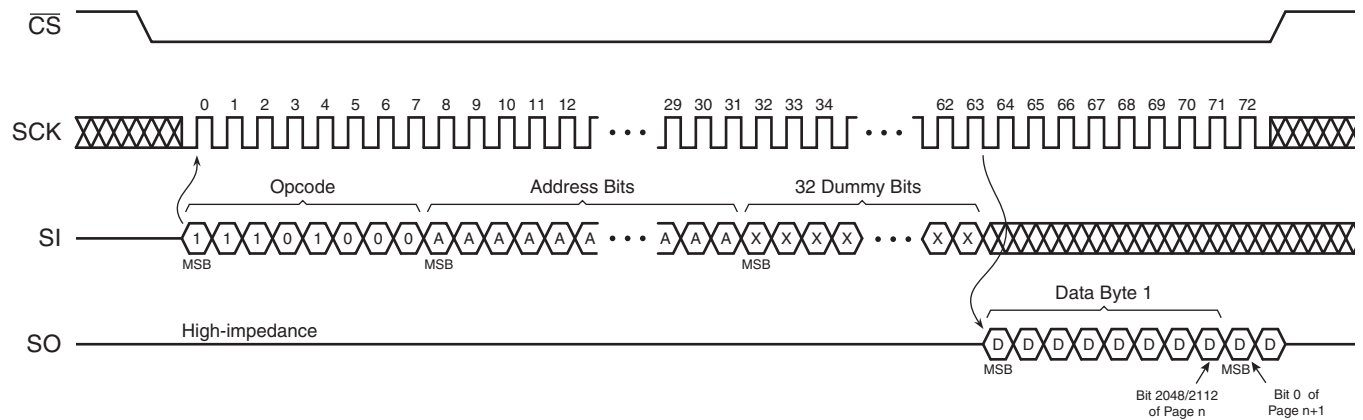 CS
0 1 2 3 4 5 6 7 8 9 10 11 12 29 30 31 32 33 34 62 63 64 65 66 67 68 69 70 71 72
SCK
Opcode Address Bits 32 Dummy Bits
SI 1 1 1 0 1 0 0 0 A A A A A A A A A X X X X X X
MSB MSB MSB
Data Byte 1
High-impedance
SO D D D D D D D D D D
MSB MSB
Bit 2048/2112 Bit 0 of
of Page n Page n+1